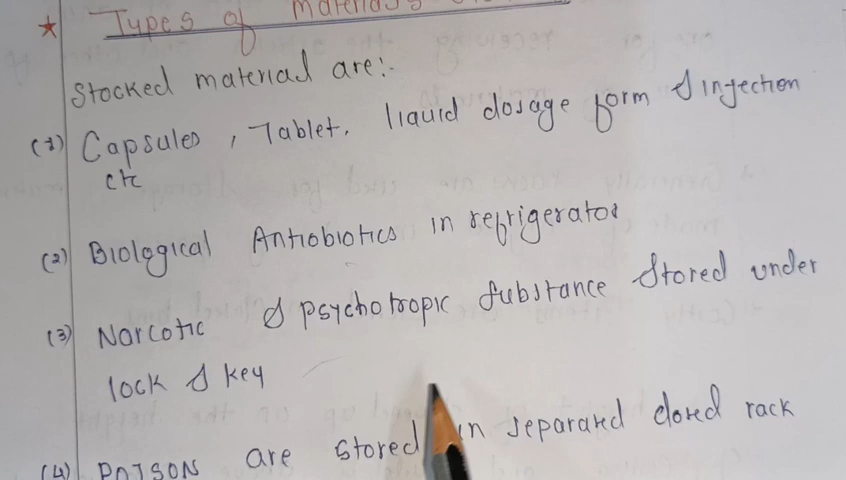 ★ Types of Materials
Stocked material are:-
(1) Capsules, Tablet, liquid dosage form & injection
etc
(2) Biological Antiobiotics in refrigerator
(3) Narcotic & psychotropic substance stored under
lock & key
(4) POISON are stored in separated closed rack